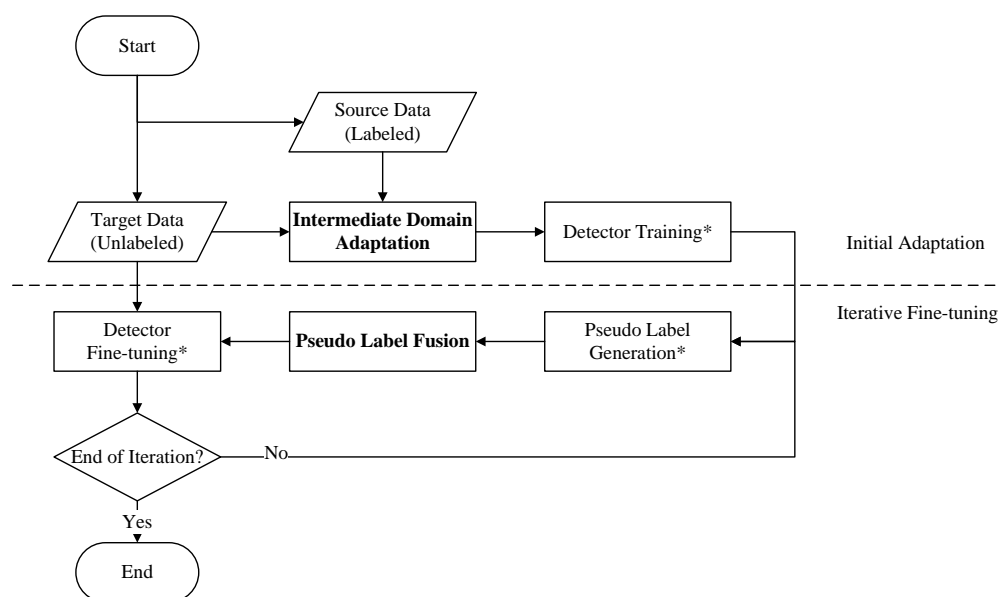 Start
Source Data
(Labeled)
Target Data
(Unlabeled)
Intermediate Domain
Adaptation
Detector Training*
Initial Adaptation
Iterative Fine-tuning
Detector
Fine-tuning*
Pseudo Label Fusion
Pseudo Label
Generation*
End of Iteration?
No
Yes
End